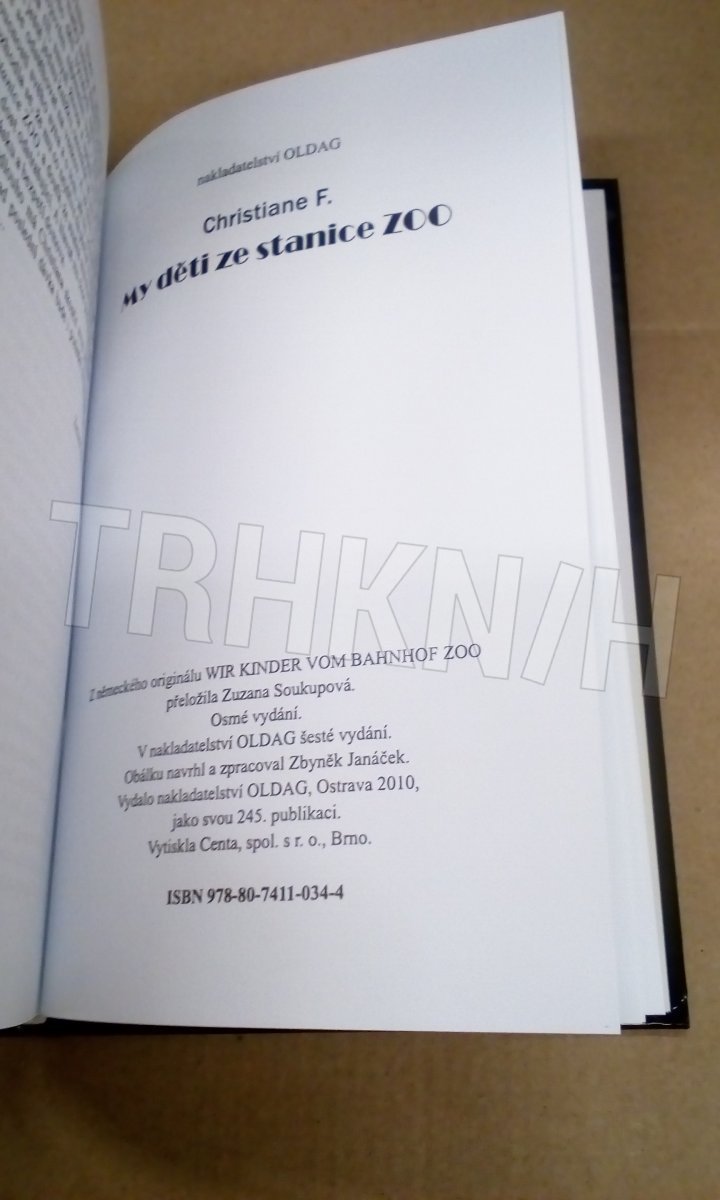 nakladatelství OLDAG
Christiane F.
My děti ze stanice ZOO
TRHKN/H
Z německého originálu WIR KINDER VOM BAHNHOF ZOO
přeložila Zuzana Soukupová.
Osmé vydání.
V nakladatelství OLDAG šesté vydání.
Obálku navrhl a zpracoval Zbyněk Janáček.
Vydalo nakladatelství OLDAG, Ostrava 2010,
jako svou 245. publikaci.
Vytiskla Centa, spol. s r. o., Brno.
ISBN 978-80-7411-034-4